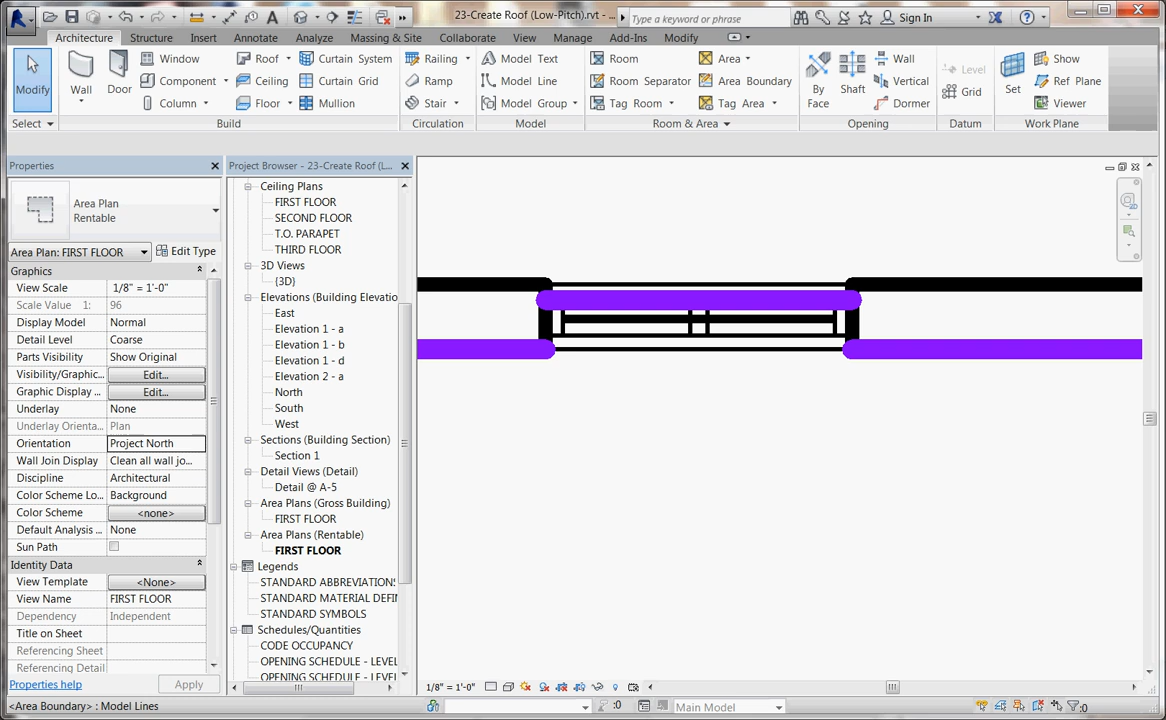 23-Create Roof (Low-Pitch).rvt -
Type a keyword or phrase
Sign In
Architecture Structure Insert Annotate Analyze Massing & Site Collaborate View Manage Add-Ins Modify
Modify
Wall
Door
Window
Component
Column
Roof
Ceiling
Floor
Curtain System
Curtain Grid
Mullion
Railing
Ramp
Stair
Model Text
Model Line
Model Group
Room
Room Separator
Tag Room
Area
Area Boundary
Tag Area
By
Face
Shaft
Wall
Vertical
Dormer
Level
Grid
Set
Show
Ref Plane
Viewer
Select Build Circulation Model Room & Area Opening Datum Work Plane
Properties
Area Plan
Rentable
Area Plan: FIRST FLOOR Edit Type
Graphics
View Scale 1/8" = 1'-0"
Scale Value 1: 96
Display Model Normal
Detail Level Coarse
Parts Visibility Show Original
Visibility/Graphic... Edit...
Graphic Display ... Edit...
Underlay None
Underlay Orienta... Plan
Orientation Project North
Wall Join Display Clean all wall jo...
Discipline Architectural
Color Scheme Lo... Background
Color Scheme <none>
Default Analysis ... None
Sun Path
Identity Data
View Template <None>
View Name FIRST FLOOR
Dependency Independent
Title on Sheet
Referencing Sheet
Referencing Detail
Properties help Apply
Project Browser - 23-Create Roof (L...
Ceiling Plans
FIRST FLOOR
SECOND FLOOR
T.O. PARAPET
THIRD FLOOR
3D Views
{3D}
Elevations (Building Elevatio
East
Elevation 1 - a
Elevation 1 - b
Elevation 1 - d
Elevation 2 - a
North
South
West
Sections (Building Section)
Section 1
Detail Views (Detail)
Detail @ A-5
Area Plans (Gross Building)
FIRST FLOOR
Area Plans (Rentable)
FIRST FLOOR
Legends
STANDARD ABBREVIATIONS
STANDARD MATERIAL DEFI
STANDARD SYMBOLS
Schedules/Quantities
CODE OCCUPANCY
OPENING SCHEDULE - LEVEL
OPENING SCHEDULE - LEVEL
1/8" = 1'-0"
<Area Boundary> : Model Lines
:0
Main Model
:0